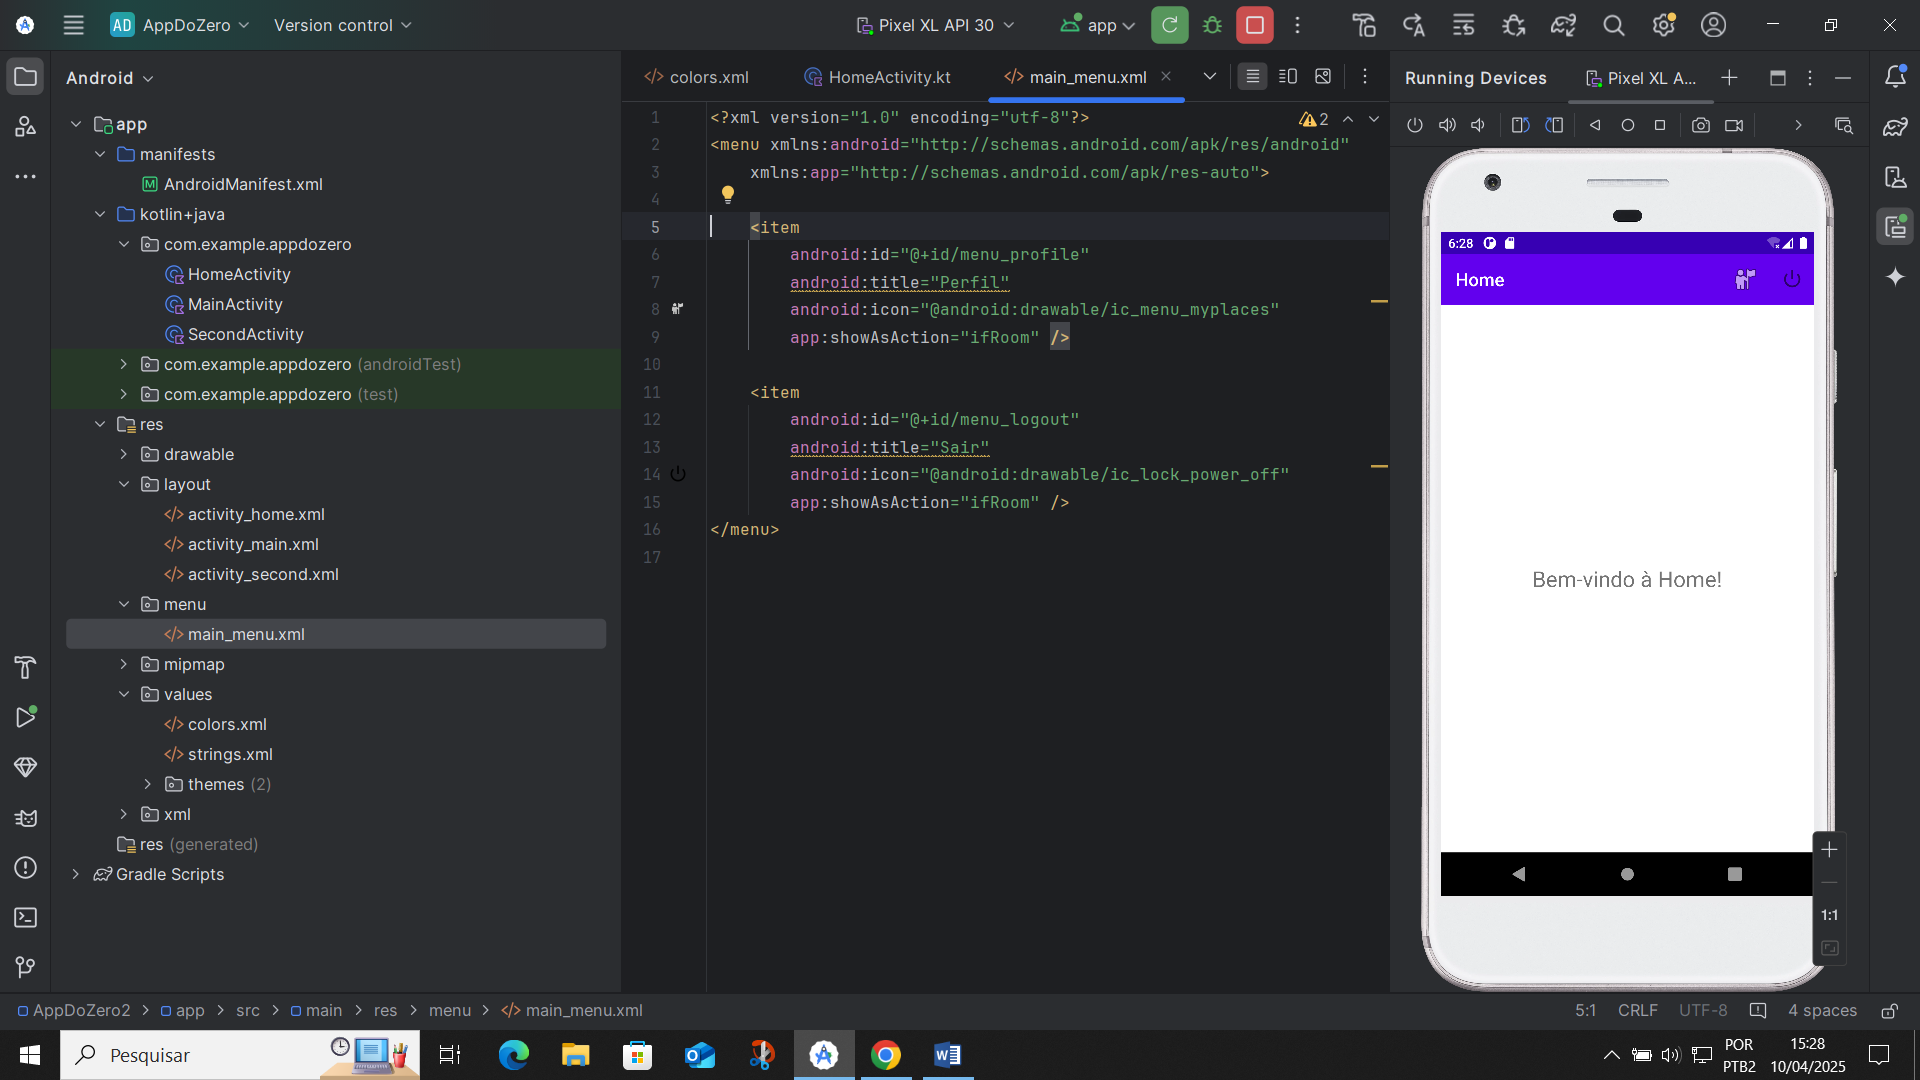 AD AppDoZero Version control Pixel XL API 30 app
Android
app
manifests
AndroidManifest.xml
kotlin+java
com.example.appdozero
HomeActivity
MainActivity
SecondActivity
com.example.appdozero (androidTest)
com.example.appdozero (test)
res
drawable
layout
activity_home.xml
activity_main.xml
activity_second.xml
menu
main_menu.xml
mipmap
values
colors.xml
strings.xml
themes (2)
xml
res (generated)
Gradle Scripts
colors.xml HomeActivity.kt main_menu.xml
2
1 <?xml version="1.0" encoding="utf-8"?>
2 <menu xmlns:android="http://schemas.android.com/apk/res/android"
3 xmlns:app="http://schemas.android.com/apk/res-auto">
4
5 <item
6 android:id="@+id/menu_profile"
7 android:title="Perfil"
8 android:icon="@android:drawable/ic_menu_myplaces"
9 app:showAsAction="ifRoom" />
10
11 <item
12 android:id="@+id/menu_logout"
13 android:title="Sair"
14 android:icon="@android:drawable/ic_lock_power_off"
15 app:showAsAction="ifRoom" />
16 </menu>
17
Running Devices Pixel XL A...
6:28
Home
Bem-vindo à Home!
1:1
AppDoZero2 > app > src > main > res > menu > main_menu.xml
5:1 CRLF UTF-8 4 spaces
Pesquisar
POR
PTB2
15:28
10/04/2025